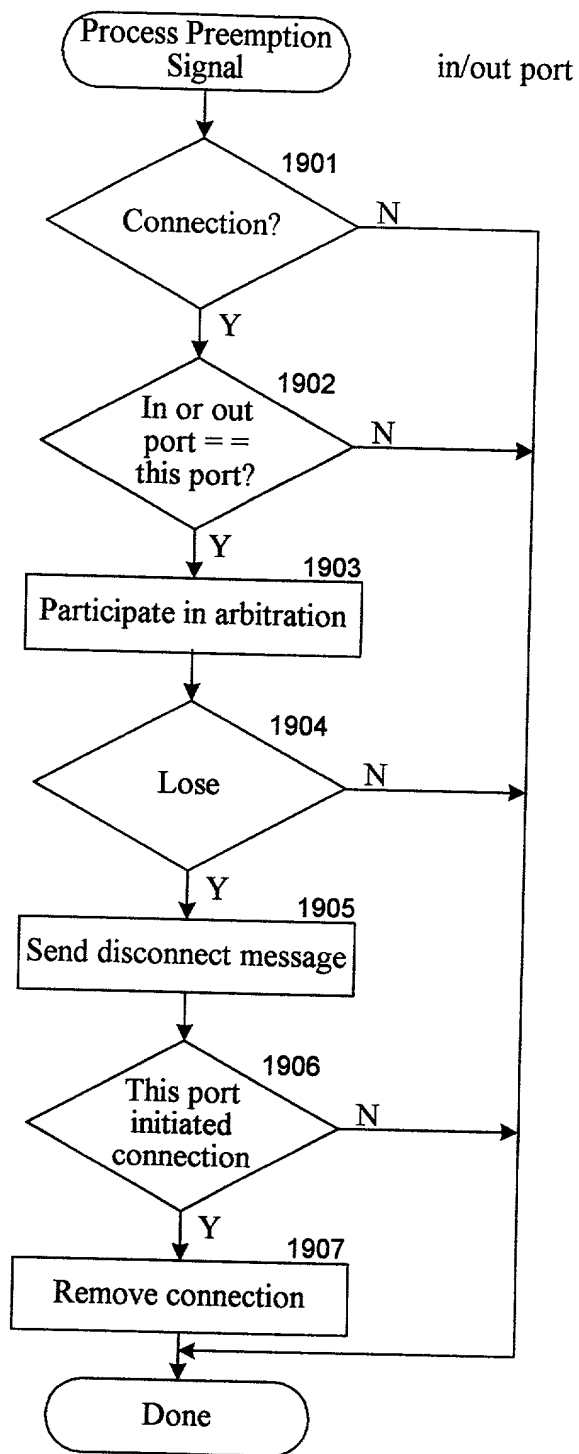 Process Preemption
Signal
in/out port
1901
Connection?
N
Y
1902
In or out
port = =
this port?
N
Y
1903
Participate in arbitration
1904
Lose
N
Y
1905
Send disconnect message
1906
This port
initiated
connection
N
Y
1907
Remove connection
Done